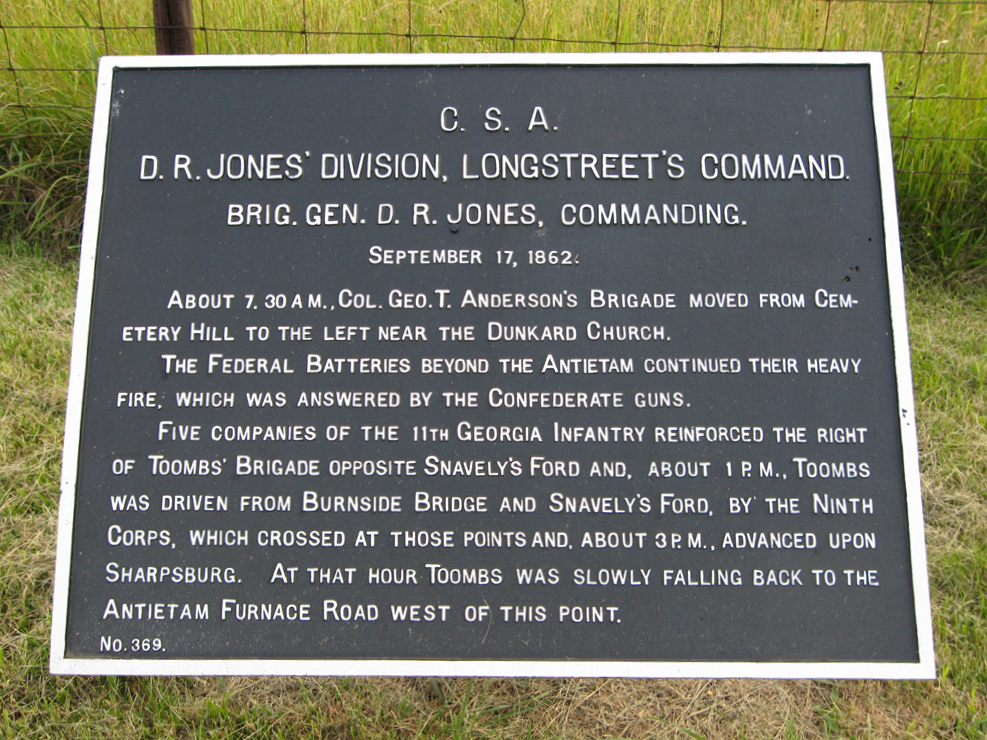 C. S. A.
D. R. JONES' DIVISION, LONGSTREET'S COMMAND.
BRIG. GEN. D. R. JONES, COMMANDING.
SEPTEMBER 17, 1862.
ABOUT 7.30 A M., COL. GEO. T. ANDERSON'S BRIGADE MOVED FROM CEM-
ETERY HILL TO THE LEFT NEAR THE DUNKARD CHURCH.
THE FEDERAL BATTERIES BEYOND THE ANTIETAM CONTINUED THEIR HEAVY
FIRE, WHICH WAS ANSWERED BY THE CONFEDERATE GUNS.
FIVE COMPANIES OF THE 11TH GEORGIA INFANTRY REINFORCED THE RIGHT
OF TOOMBS' BRIGADE OPPOSITE SNAVELY'S FORD AND, ABOUT 1 P. M., TOOMBS
WAS DRIVEN FROM BURNSIDE BRIDGE AND SNAVELY'S FORD, BY THE NINTH
CORPS, WHICH CROSSED AT THOSE POINTS AND, ABOUT 3 P. M., ADVANCED UPON
SHARPSBURG. AT THAT HOUR TOOMBS WAS SLOWLY FALLING BACK TO THE
ANTIETAM FURNACE ROAD WEST OF THIS POINT.
NO. 369.